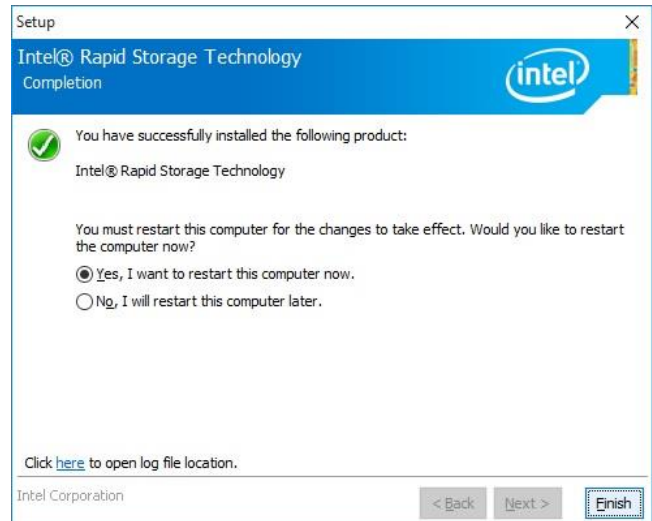 Setup
Intel® Rapid Storage Technology
Completion
intel
You have successfully installed the following product:
Intel® Rapid Storage Technology
You must restart this computer for the changes to take effect. Would you like to restart
the computer now?
Yes, I want to restart this computer now.
No, I will restart this computer later.
Click here to open log file location.
Intel Corporation
< Back
Next >
Finish